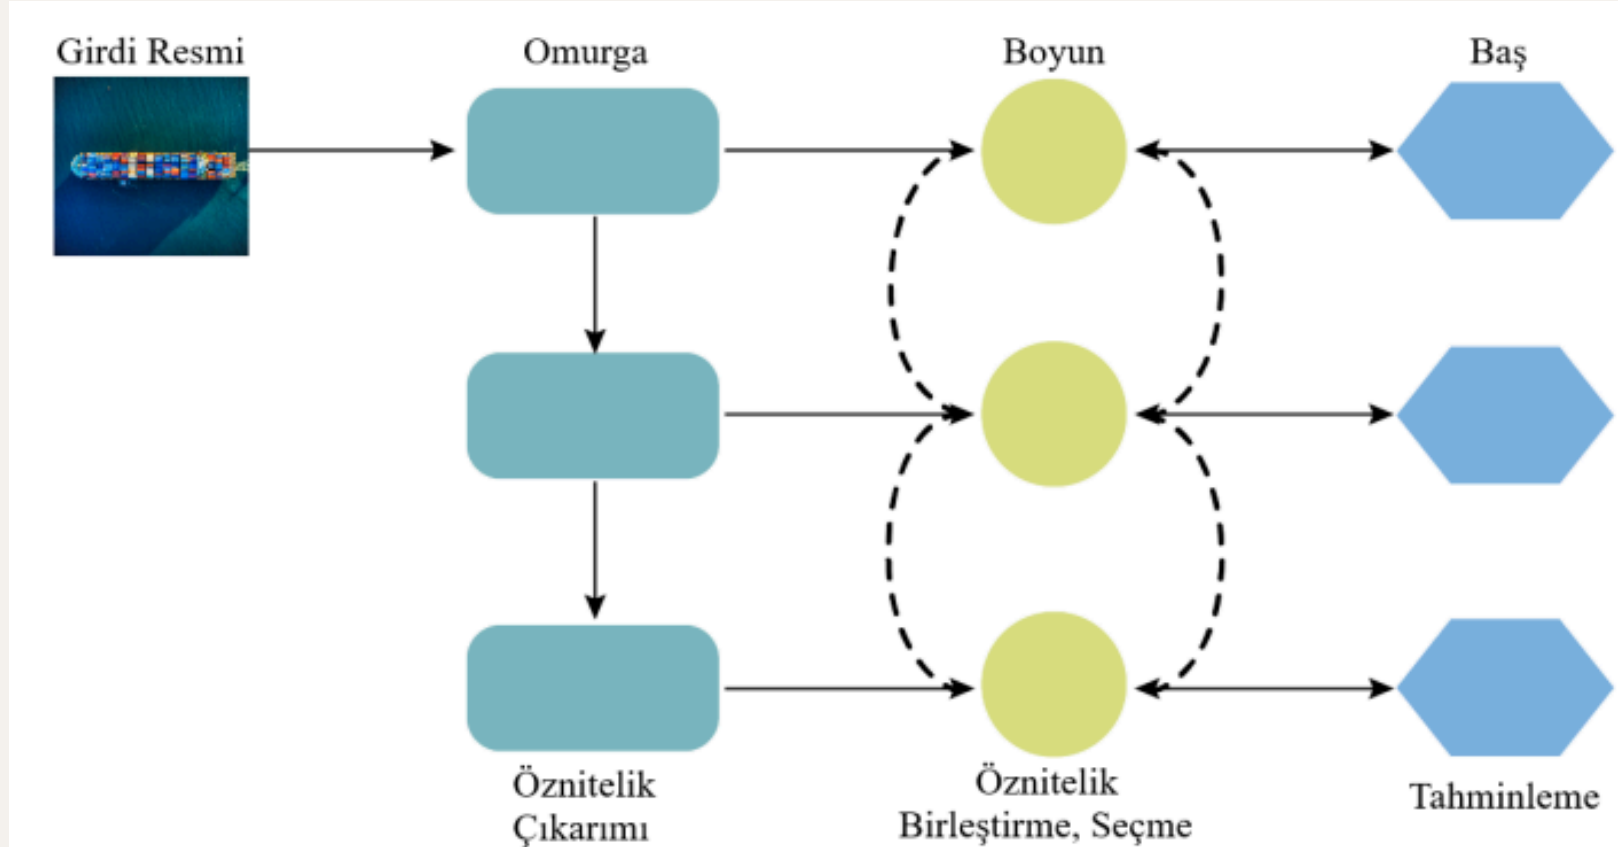 Girdi Resmi
Omurga
Boyun
Baş
Öznitelik
Çıkarımı
Öznitelik
Birleştirme, Seçme
Tahminleme